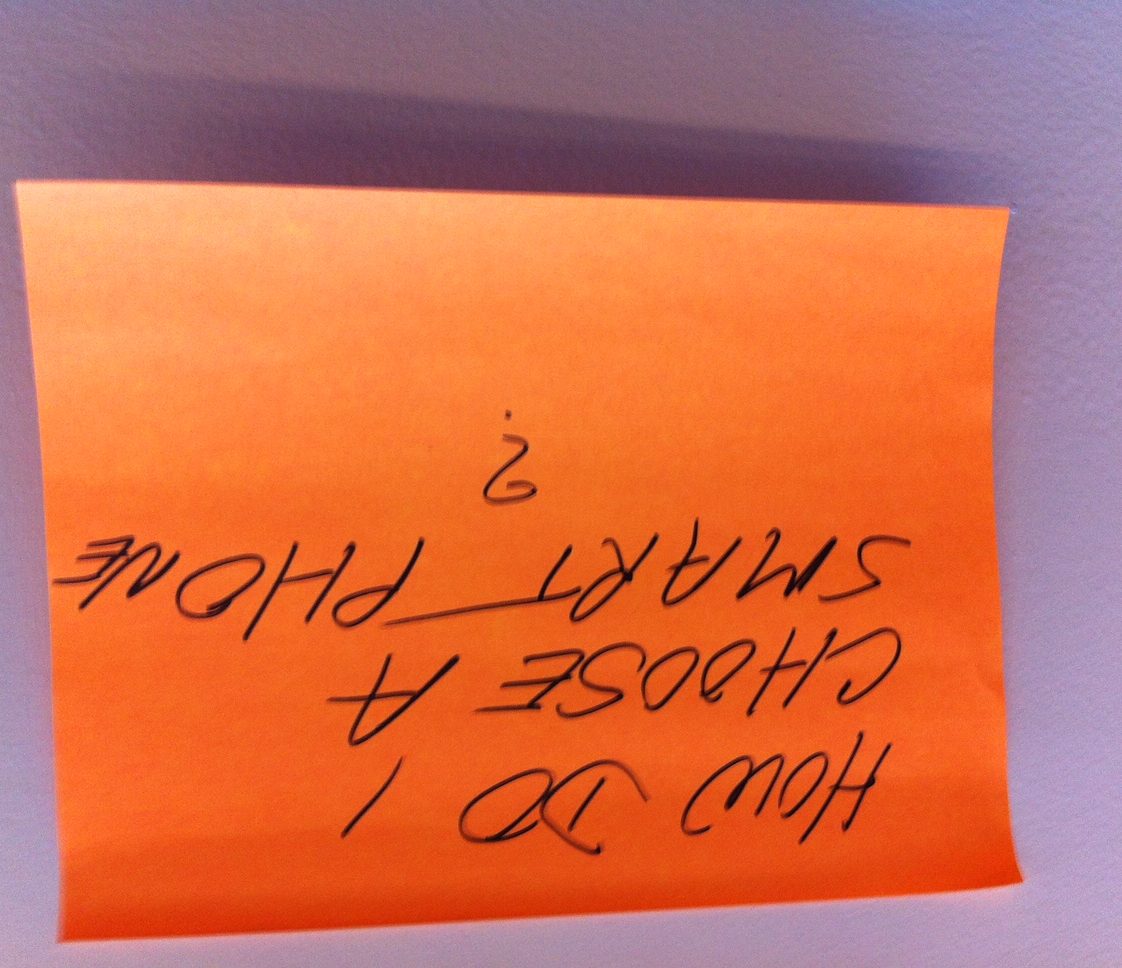 HOW DO I
CHOOSE A
SMART PHONE
?